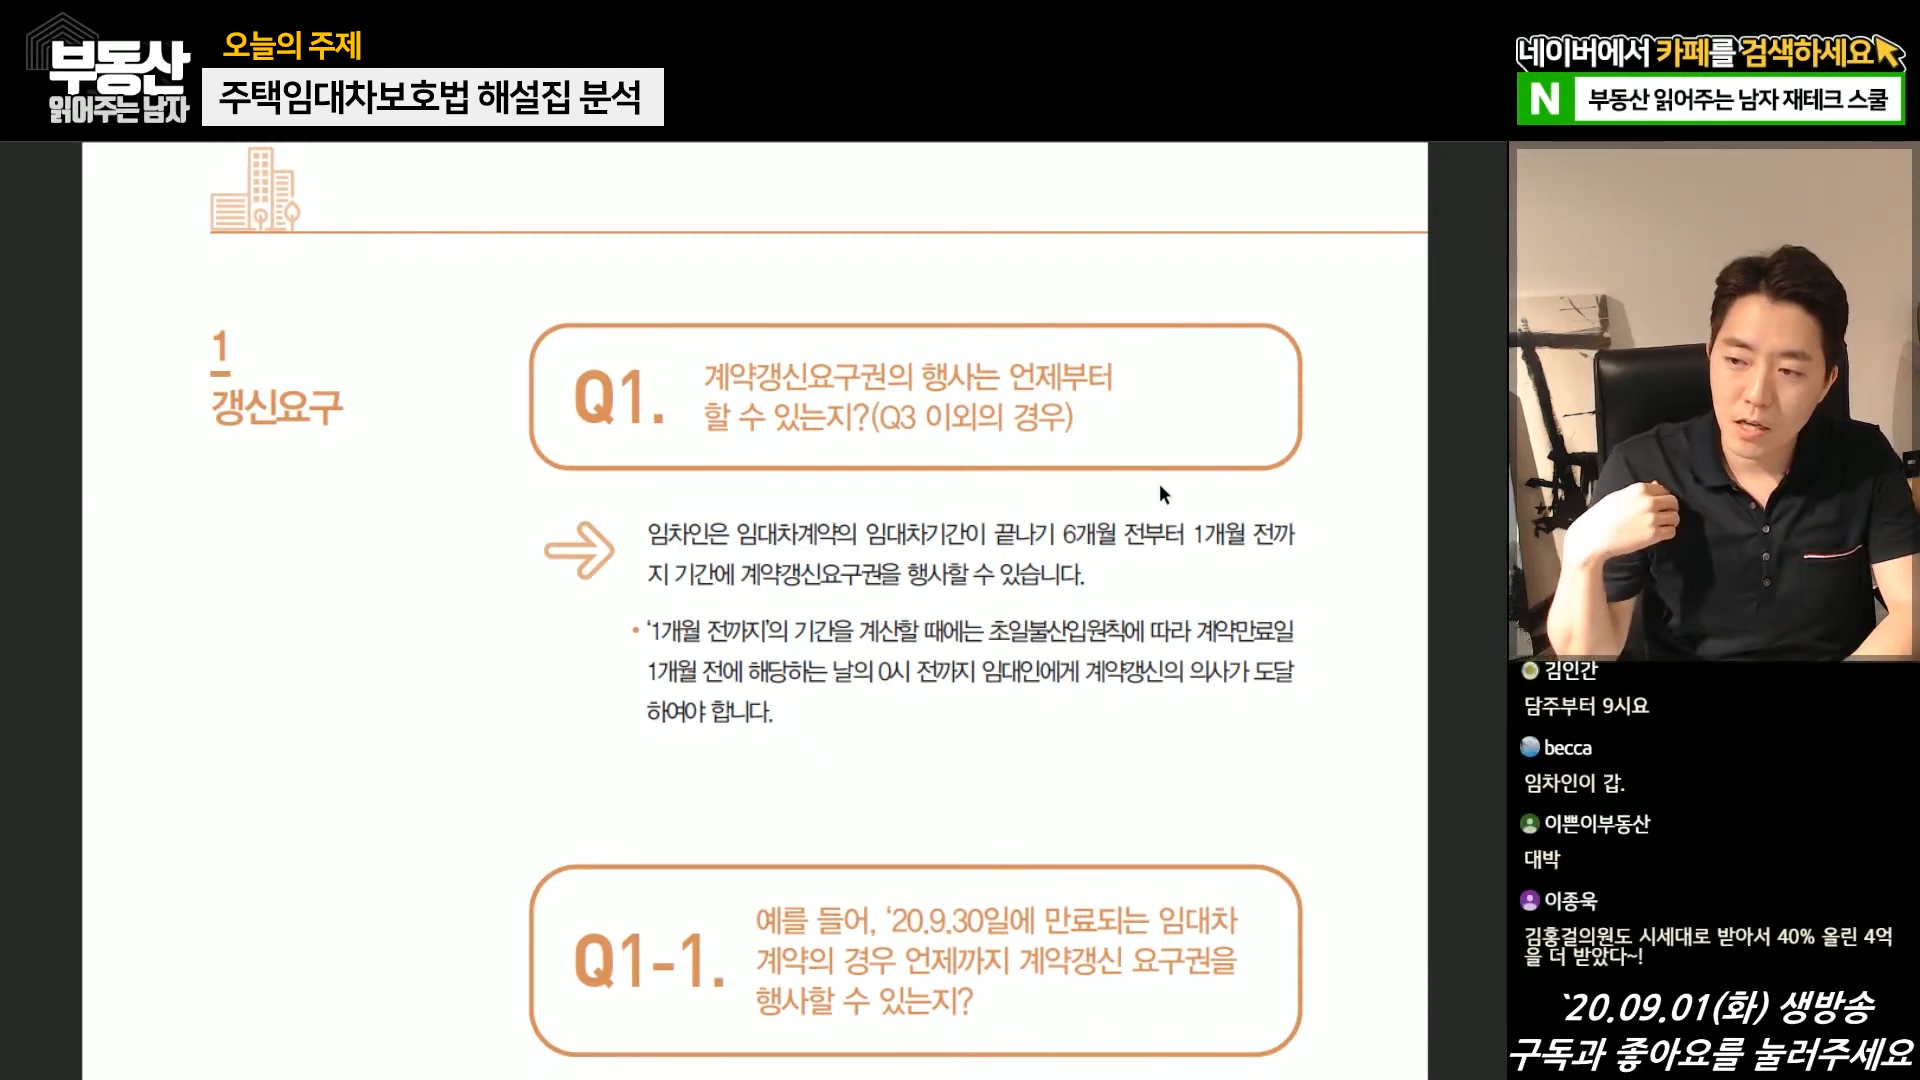 부동산
읽어주는 남자
오늘의 주제
주택임대차보호법 해설집 분석
네이버에서 카페를 검색하세요
N 부동산 읽어주는 남자 재테크 스쿨
1
갱신요구
Q1. 계약갱신요구권의 행사는 언제부터
할 수 있는지?(Q3 이외의 경우)
임차인은 임대차계약의 임대차기간이 끝나기 6개월 전부터 1개월 전까
지 기간에 계약갱신요구권을 행사할 수 있습니다.
• ‘1개월 전까지’의 기간을 계산할 때에는 초일불산입원칙에 따라 계약만료일
1개월 전에 해당하는 날의 0시 전까지 임대인에게 계약갱신의 의사가 도달
하여야 합니다.
Q1-1. 예를 들어, ‘20.9.30일에 만료되는 임대차
계약의 경우 언제까지 계약갱신 요구권을
행사할 수 있는지?
김인간
담주부터 9시요
becca
임차인이 갑.
이쁜이부동산
대박
이종욱
김홍걸의원도 시세대로 받아서 40% 올린 4억
을 더 받았다~!
‘20.09.01(화) 생방송
구독과 좋아요를 눌러주세요